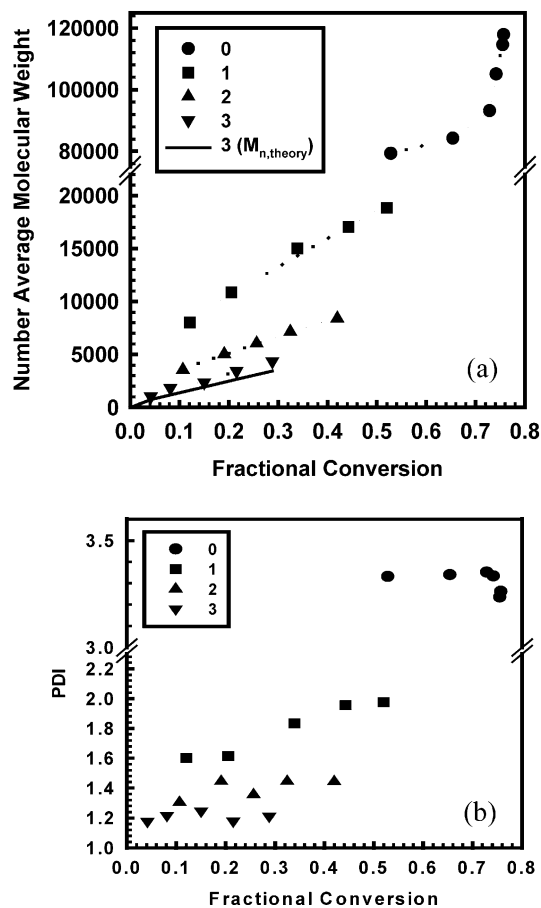 Number Average Molecular Weight
120000
100000
80000
20000
15000
10000
5000
0
0
1
2
3
3 (Mn,theory)
(a)
0.0 0.1 0.2 0.3 0.4 0.5 0.6 0.7 0.8
Fractional Conversion
PDI
3.5
3.0
2.2
2.0
1.8
1.6
1.4
1.2
1.0
0
1
2
3
(b)
0.0 0.1 0.2 0.3 0.4 0.5 0.6 0.7 0.8
Fractional Conversion